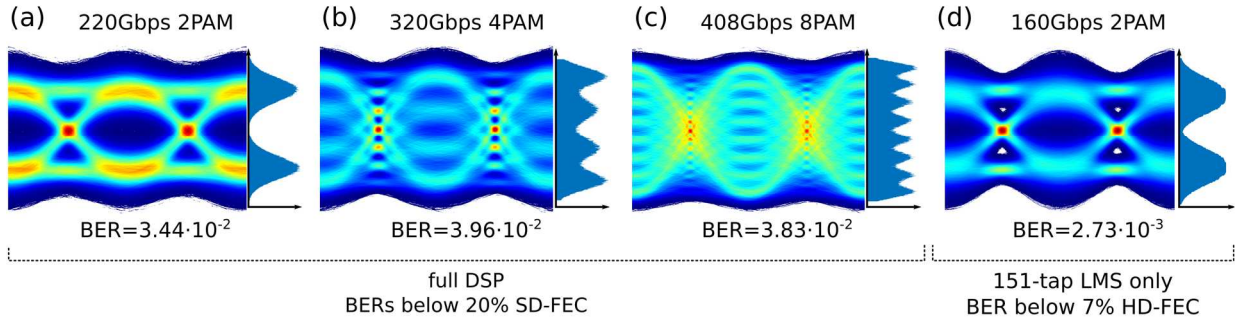 (a) 220Gbps 2PAM
(b) 320Gbps 4PAM
(c) 408Gbps 8PAM
(d) 160Gbps 2PAM
BER=3.44·10⁻²
BER=3.96·10⁻²
BER=3.83·10⁻²
BER=2.73·10⁻³
full DSP
BERs below 20% SD-FEC
151-tap LMS only
BER below 7% HD-FEC